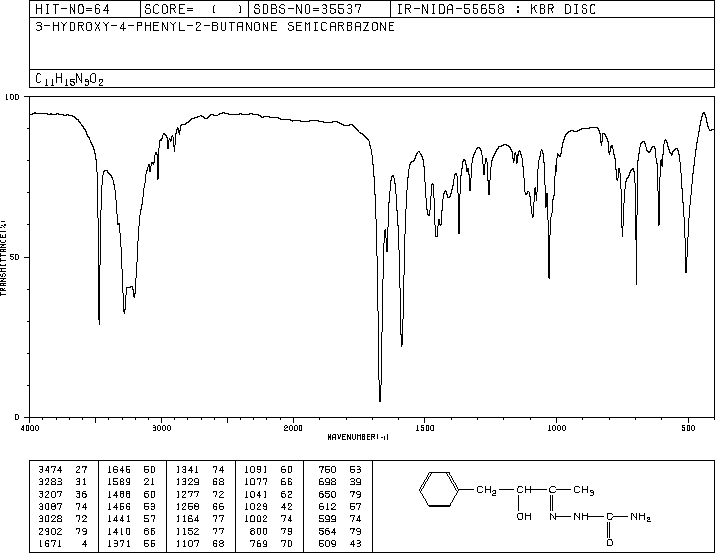 HIT-NO=64 SCORE= ( ) SDBS-NO=35537 IR-NIDA-55658 : KBR DISC
3-HYDROXY-4-PHENYL-2-BUTANONE SEMICARBAZONE
C11H15N3O2
100
50
0
TRANSMITTANCE(%)
4000 3000 2000 1500 1000 500
WAVENUMBER(-1)
3474 27 1646 50 1341 74 1091 60 750 53
3283 31 1589 21 1329 68 1077 66 698 39
3207 36 1488 60 1277 72 1041 62 650 79
3087 74 1456 53 1258 66 1029 42 612 57
3028 72 1441 57 1164 77 1002 74 599 74
2902 79 1410 66 1152 77 800 79 564 79
1671 4 1371 55 1107 68 769 70 509 43
CH2 CH C CH3
OH N NH C NH2
O